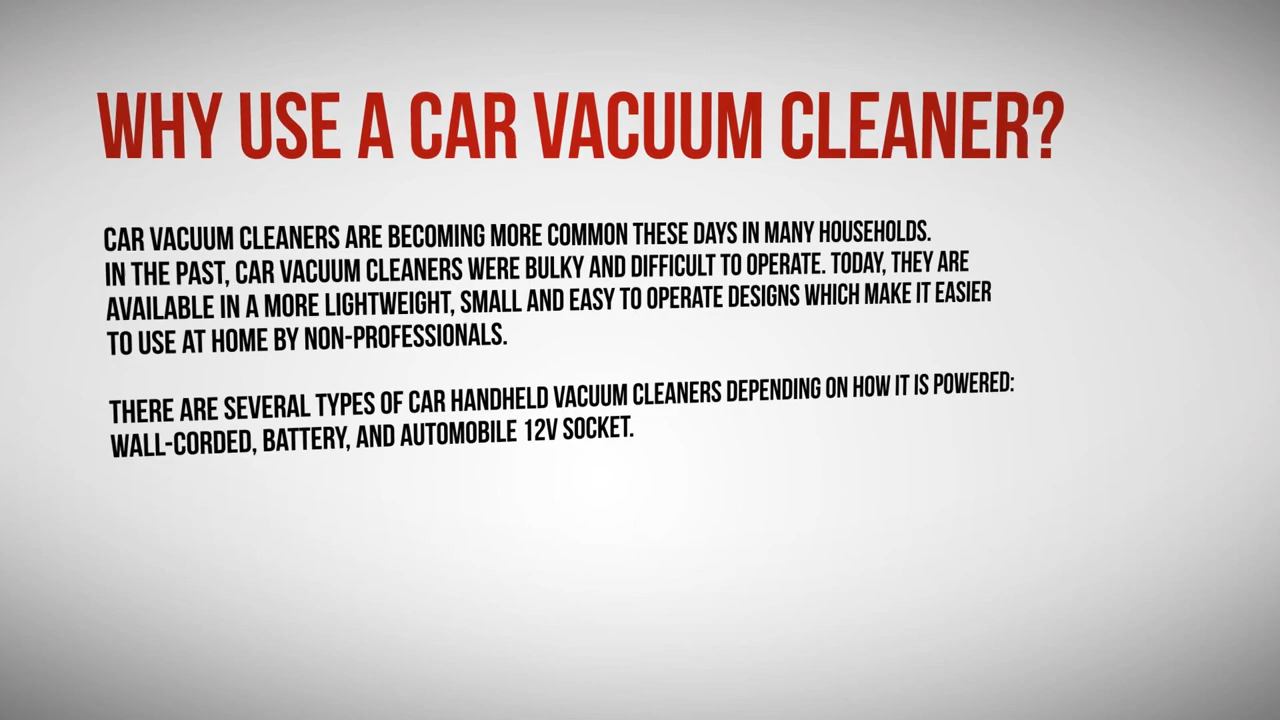 WHY USE A CAR VACUUM CLEANER?
CAR VACUUM CLEANERS ARE BECOMING MORE COMMON THESE DAYS IN MANY HOUSEHOLDS.
IN THE PAST, CAR VACUUM CLEANERS WERE BULKY AND DIFFICULT TO OPERATE. TODAY, THEY ARE
AVAILABLE IN A MORE LIGHTWEIGHT, SMALL AND EASY TO OPERATE DESIGNS WHICH MAKE IT EASIER
TO USE AT HOME BY NON-PROFESSIONALS.
THERE ARE SEVERAL TYPES OF CAR HANDHELD VACUUM CLEANERS DEPENDING ON HOW IT IS POWERED:
WALL-CORDED, BATTERY, AND AUTOMOBILE 12V SOCKET.